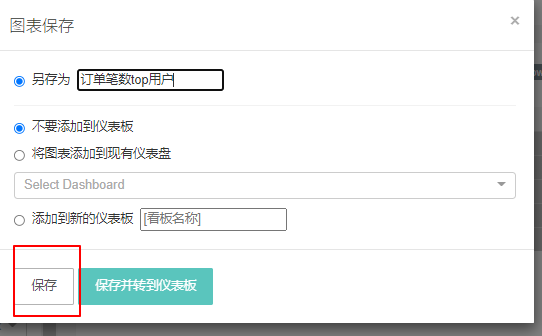 图表保存
×
另存为 订单笔数top用户
不要添加到仪表板
将图表添加到现有仪表盘
Select Dashboard
添加到新的仪表板 [看板名称]
保存 保存并转到仪表板